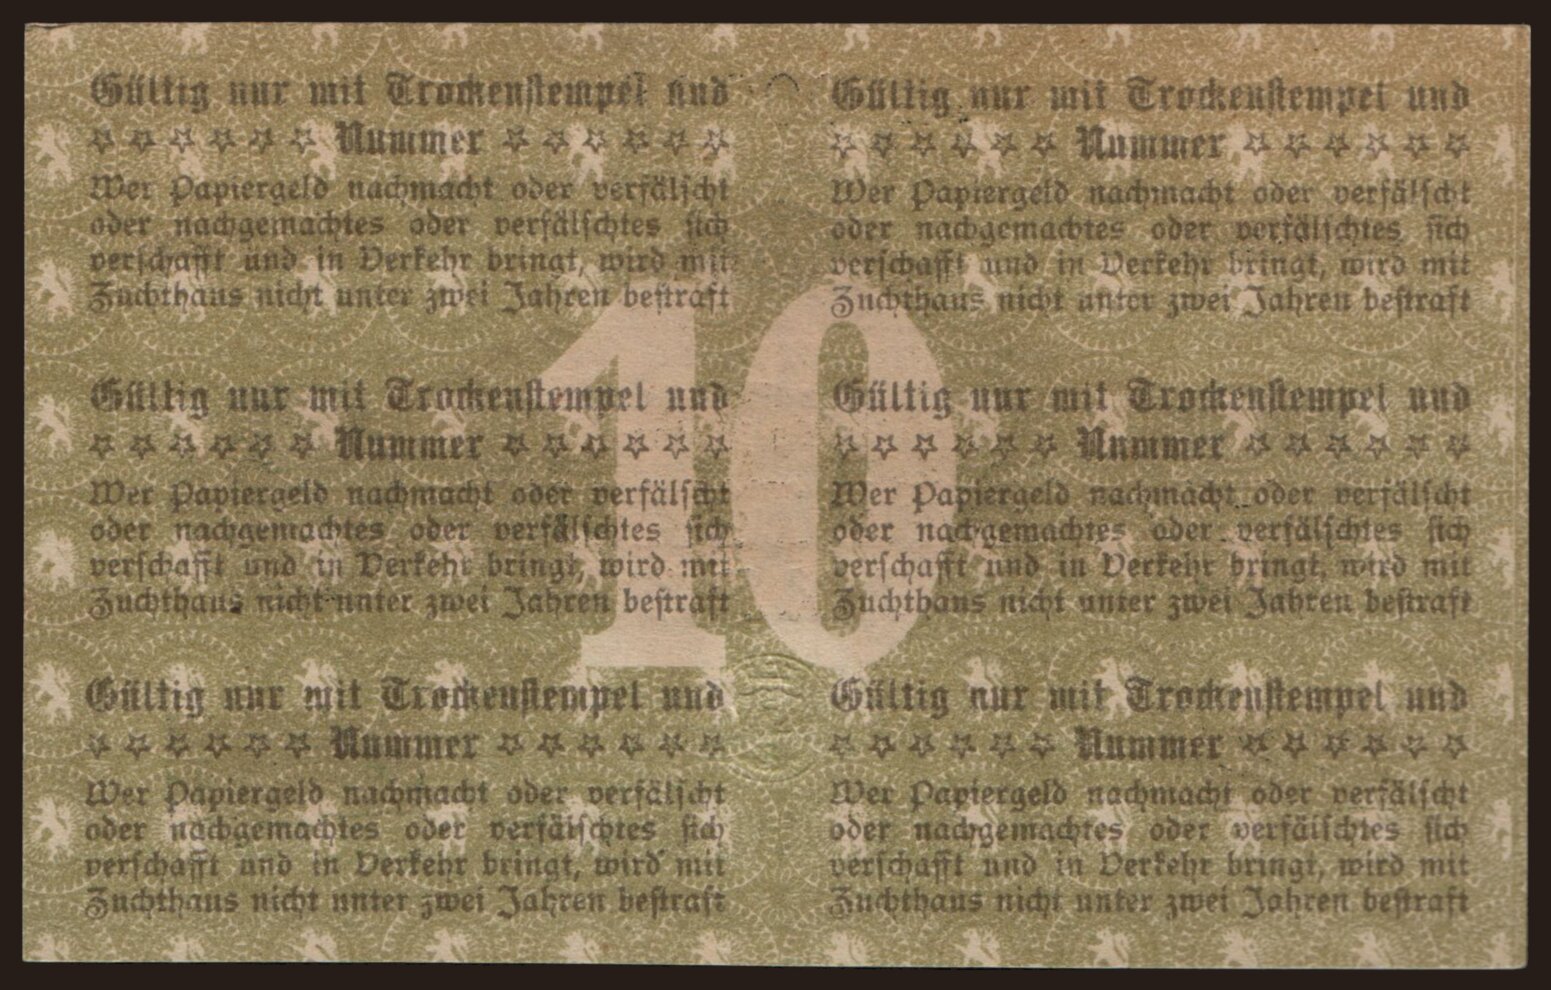 Gültig nur mit Trockenstempel und
☆ ☆ ☆ ☆ ☆ ☆ Nummer ☆ ☆ ☆ ☆ ☆ ☆
Wer Papiergeld nachmacht oder verfälscht
oder nachgemachtes oder verfälschtes sich
verschafft und in Verkehr bringt, wird mit
Zuchthaus nicht unter zwei Jahren bestraft
Gültig nur mit Trockenstempel und
☆ ☆ ☆ ☆ ☆ ☆ Nummer ☆ ☆ ☆ ☆ ☆ ☆
Wer Papiergeld nachmacht oder verfälscht
oder nachgemachtes oder verfälschtes sich
verschafft und in Verkehr bringt, wird mit
Zuchthaus nicht unter zwei Jahren bestraft
10
Gültig nur mit Trockenstempel und
☆ ☆ ☆ ☆ ☆ ☆ Nummer ☆ ☆ ☆ ☆ ☆ ☆
Wer Papiergeld nachmacht oder verfälscht
oder nachgemachtes oder verfälschtes sich
verschafft und in Verkehr bringt, wird mit
Zuchthaus nicht unter zwei Jahren bestraft
Gültig nur mit Trockenstempel und
☆ ☆ ☆ ☆ ☆ ☆ Nummer ☆ ☆ ☆ ☆ ☆ ☆
Wer Papiergeld nachmacht oder verfälscht
oder nachgemachtes oder verfälschtes sich
verschafft und in Verkehr bringt, wird mit
Zuchthaus nicht unter zwei Jahren bestraft
Gültig nur mit Trockenstempel und
☆ ☆ ☆ ☆ ☆ ☆ Nummer ☆ ☆ ☆ ☆ ☆ ☆
Wer Papiergeld nachmacht oder verfälscht
oder nachgemachtes oder verfälschtes sich
verschafft und in Verkehr bringt, wird mit
Zuchthaus nicht unter zwei Jahren bestraft
Gültig nur mit Trockenstempel und
☆ ☆ ☆ ☆ ☆ ☆ Nummer ☆ ☆ ☆ ☆ ☆ ☆
Wer Papiergeld nachmacht oder verfälscht
oder nachgemachtes oder verfälschtes sich
verschafft und in Verkehr bringt, wird mit
Zuchthaus nicht unter zwei Jahren bestraft